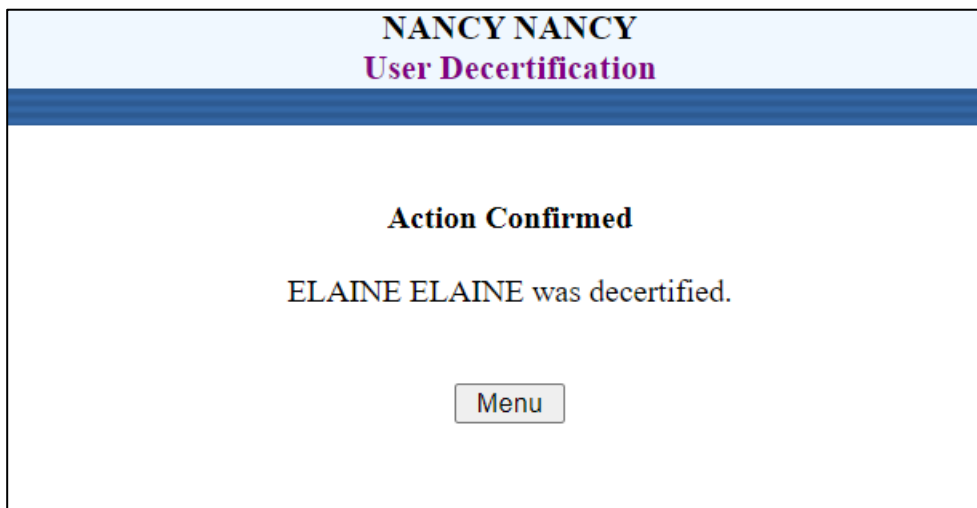 NANCY NANCY
User Decertification
Action Confirmed
ELAINE ELAINE was decertified.
Menu